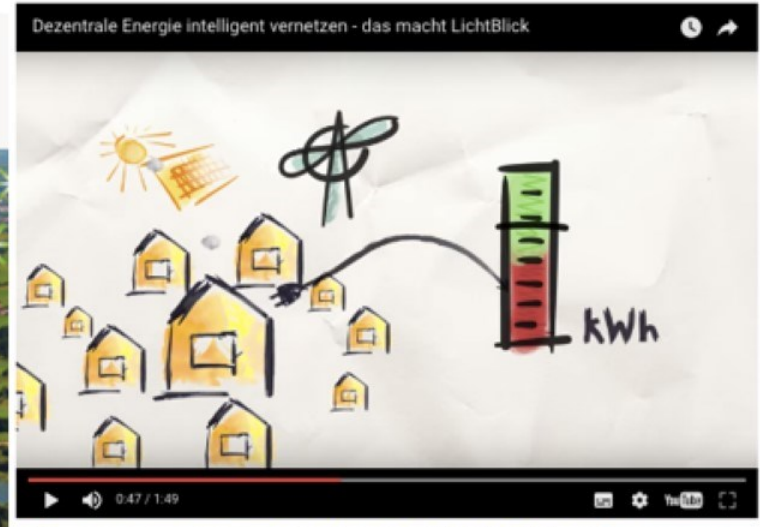 Dezentrale Energie intelligent vernetzen - das macht LichtBlick
kWh
0:47 / 1:49
YouTube